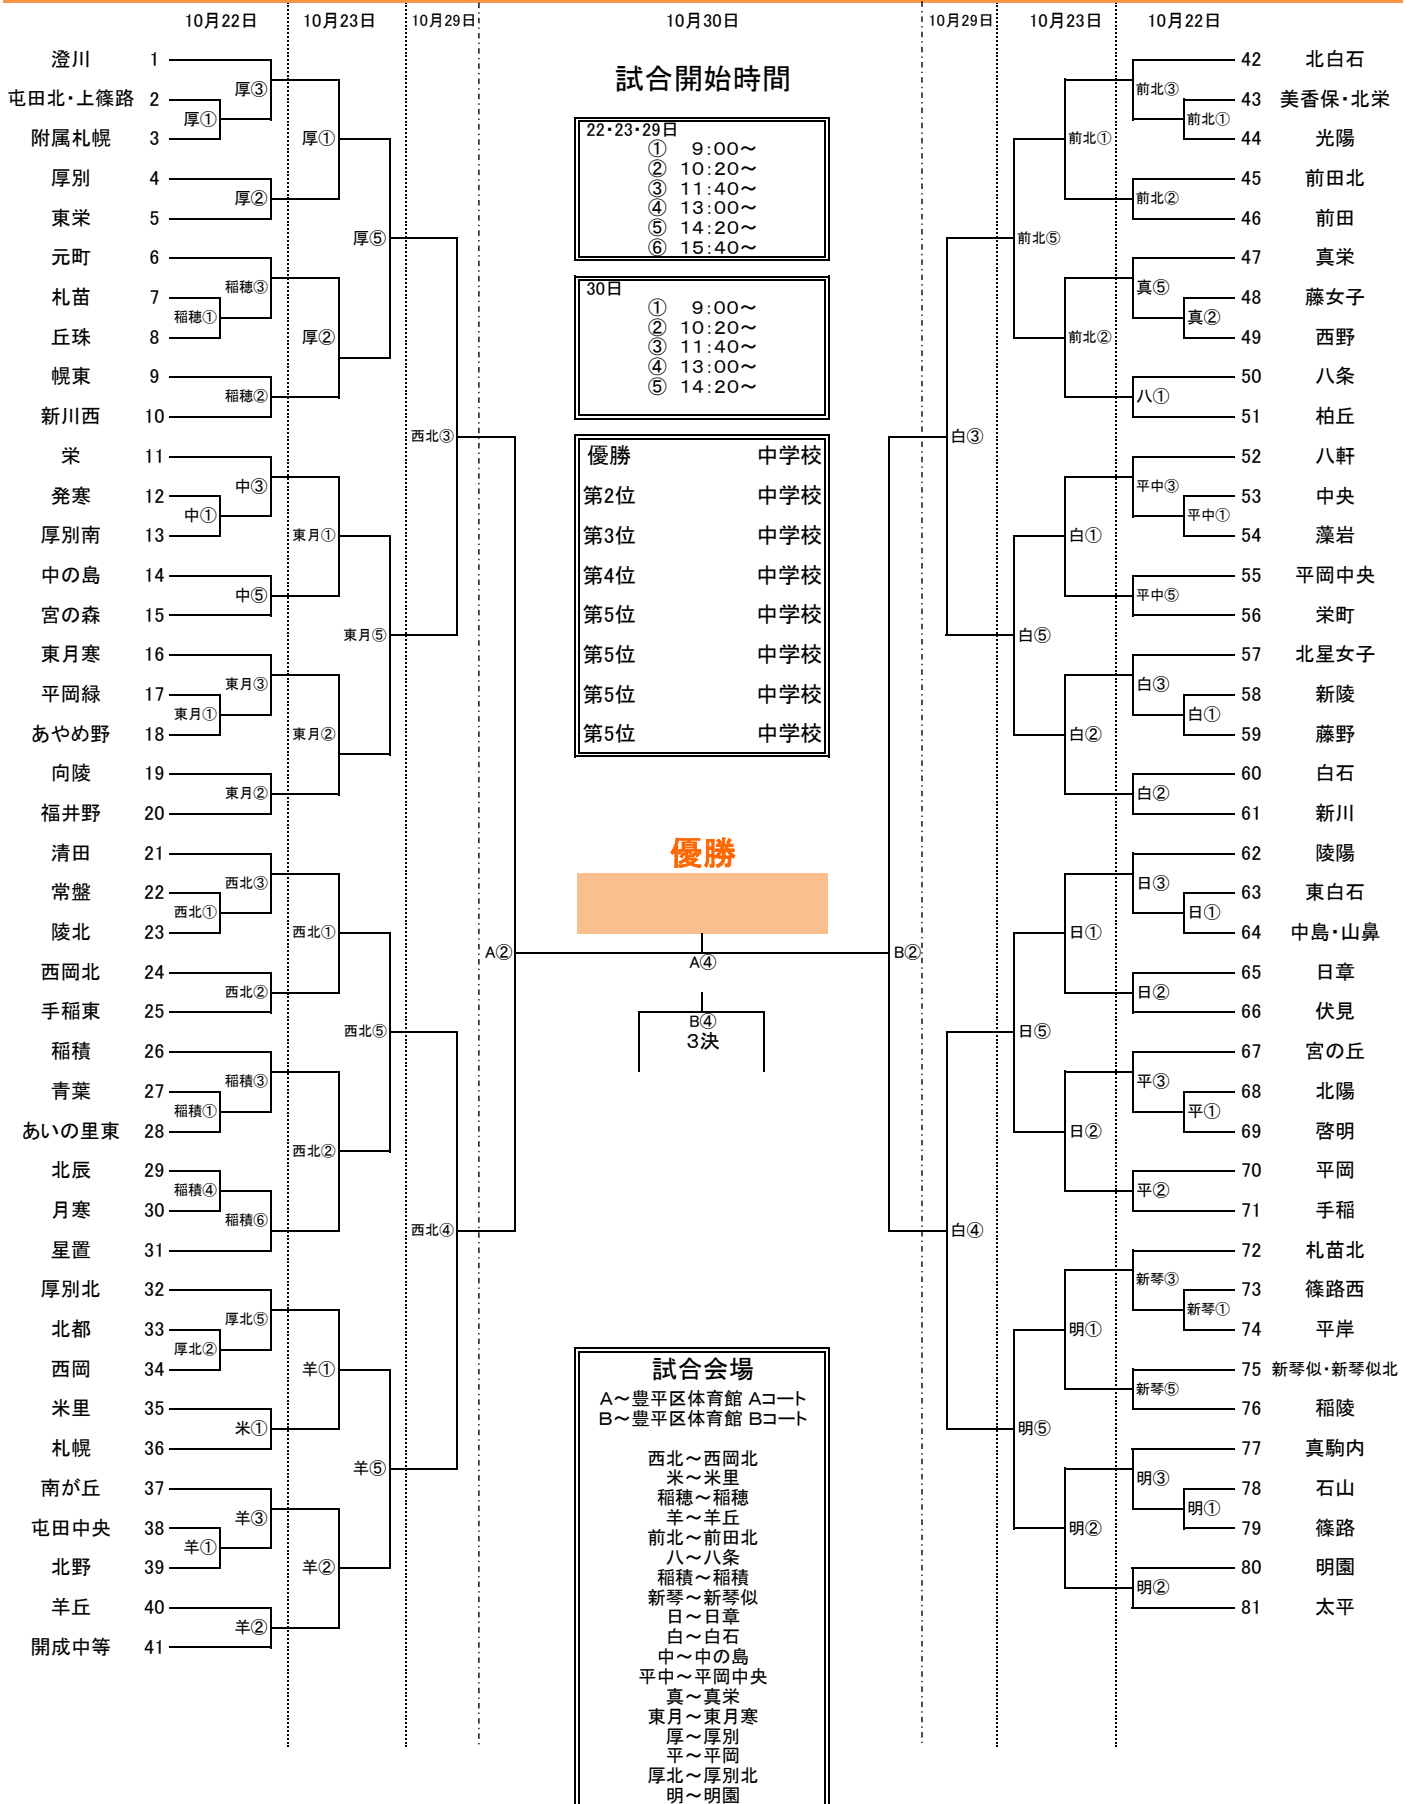 10月22日 10月23日 10月29日 10月30日 10月29日 10月23日 10月22日
試合開始時間
22・23・29日
① 9:00～
② 10:20～
③ 11:40～
④ 13:00～
⑤ 14:20～
⑥ 15:40～
30日
① 9:00～
② 10:20～
③ 11:40～
④ 13:00～
⑤ 14:20～
優勝 中学校
第2位 中学校
第3位 中学校
第4位 中学校
第5位 中学校
第5位 中学校
第5位 中学校
第5位 中学校
優勝
A④
B④
3決
A②
B②
澄川 1
屯田北・上篠路 2
附属札幌 3
厚別 4
東栄 5
元町 6
札苗 7
丘珠 8
幌東 9
新川西 10
栄 11
発寒 12
厚別南 13
中の島 14
宮の森 15
東月寒 16
平岡緑 17
あやめ野 18
向陵 19
福井野 20
清田 21
常盤 22
陵北 23
西岡北 24
手稲東 25
稲積 26
青葉 27
あいの里東 28
北辰 29
月寒 30
星置 31
厚別北 32
北都 33
西岡 34
米里 35
札幌 36
南が丘 37
屯田中央 38
北野 39
羊丘 40
開成中等 41
厚③
厚①
厚②
稲穂③
稲穂①
稲穂②
中③
中①
中⑤
東月③
東月①
東月②
西北③
西北①
西北②
稲積③
稲積①
稲積④
稲積⑥
厚北⑤
厚北②
米①
羊③
羊①
羊②
厚①
厚②
東月①
東月②
西北①
西北②
羊①
羊②
厚⑤
東月⑤
西北⑤
羊⑤
西北③
西北④
42 北白石
43 美香保・北栄
44 光陽
45 前田北
46 前田
47 真栄
48 藤女子
49 西野
50 八条
51 柏丘
52 八軒
53 中央
54 藻岩
55 平岡中央
56 栄町
57 北星女子
58 新陵
59 藤野
60 白石
61 新川
62 陵陽
63 東白石
64 中島・山鼻
65 日章
66 伏見
67 宮の丘
68 北陽
69 啓明
70 平岡
71 手稲
72 札苗北
73 篠路西
74 平岸
75 新琴似・新琴似北
76 稲陵
77 真駒内
78 石山
79 篠路
80 明園
81 太平
前北③
前北①
前北②
真⑤
真②
八①
平中③
平中①
平中⑤
白③
白①
白②
日③
日①
日②
平③
平①
平②
新琴③
新琴①
新琴⑤
明③
明①
明②
前北①
前北②
白①
白②
日①
日②
明①
明②
前北⑤
白⑤
日⑤
明⑤
白③
白④
試合会場
A～豊平区体育館 Aコート
B～豊平区体育館 Bコート
西北～西岡北
米～米里
稲穂～稲穂
羊～羊丘
前北～前田北
八～八条
稲積～稲積
新琴～新琴似
日～日章
白～白石
中～中の島
平中～平岡中央
真～真栄
東月～東月寒
厚～厚別
平～平岡
厚北～厚別北
明～明園